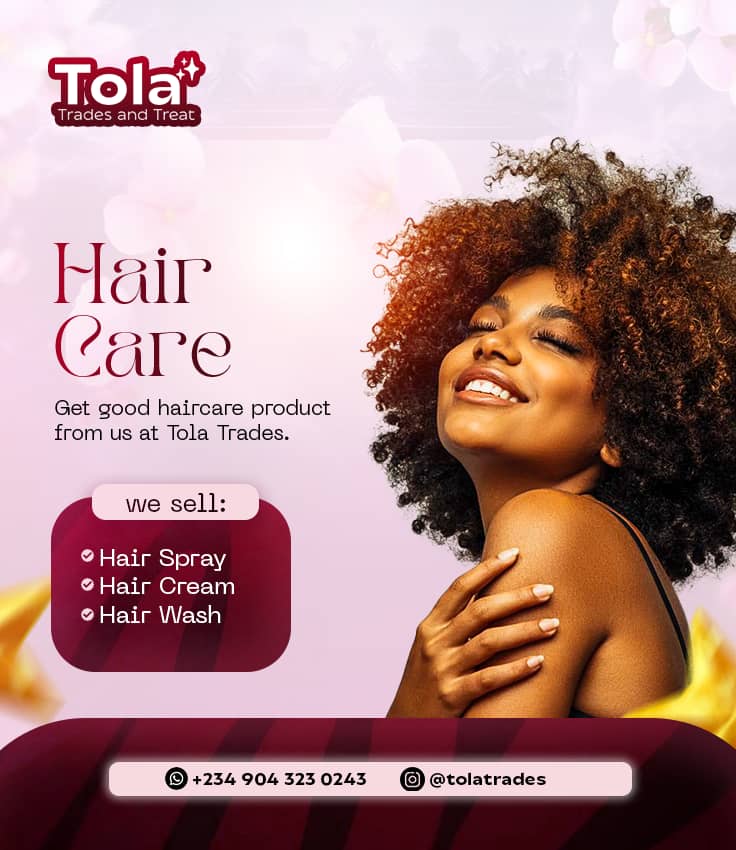 Tola
Trades and Treat
Hair
Care
Get good haircare product
from us at Tola Trades.
we sell:
Hair Spray
Hair Cream
Hair Wash
+234 904 323 0243 @tolatrades